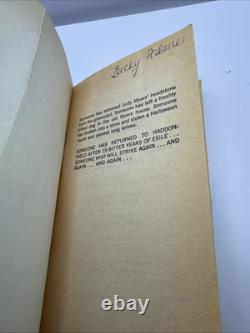 Becky Palmer
Someone has removed Judy Myers' headstone
from the graveyard. Someone has left a freshly
killed dog in the old Myers house. Someone
has broken into a store and stolen a Halloween
mask and several long knives.
SOMEONE HAS RETURNED TO HADDON-
FIELD AFTER 15 BITTER YEARS OF EXILE . . .
SOMEONE WHO WILL STRIKE AGAIN . . . AND
AGAIN . . . AND AGAIN . . .